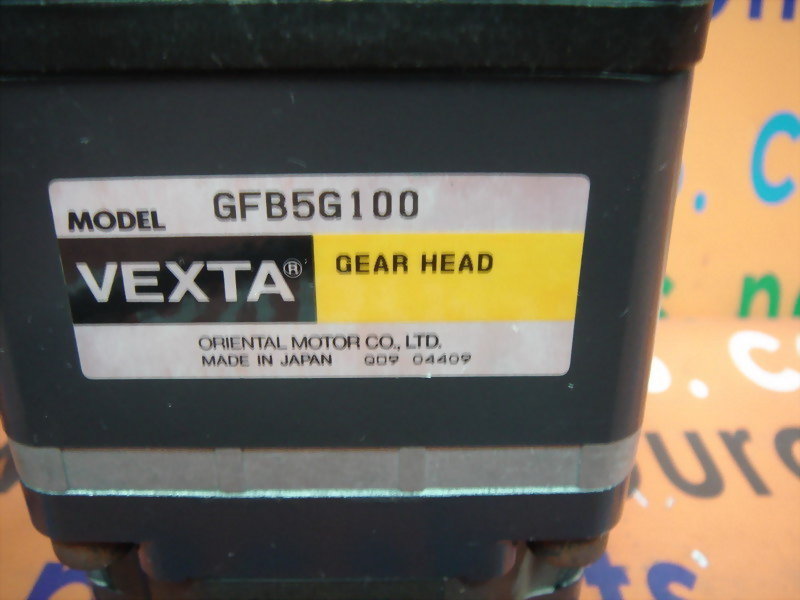 MODEL GFB5G100
VEXTA® GEAR HEAD
ORIENTAL MOTOR CO., LTD.
MADE IN JAPAN Q09 04409